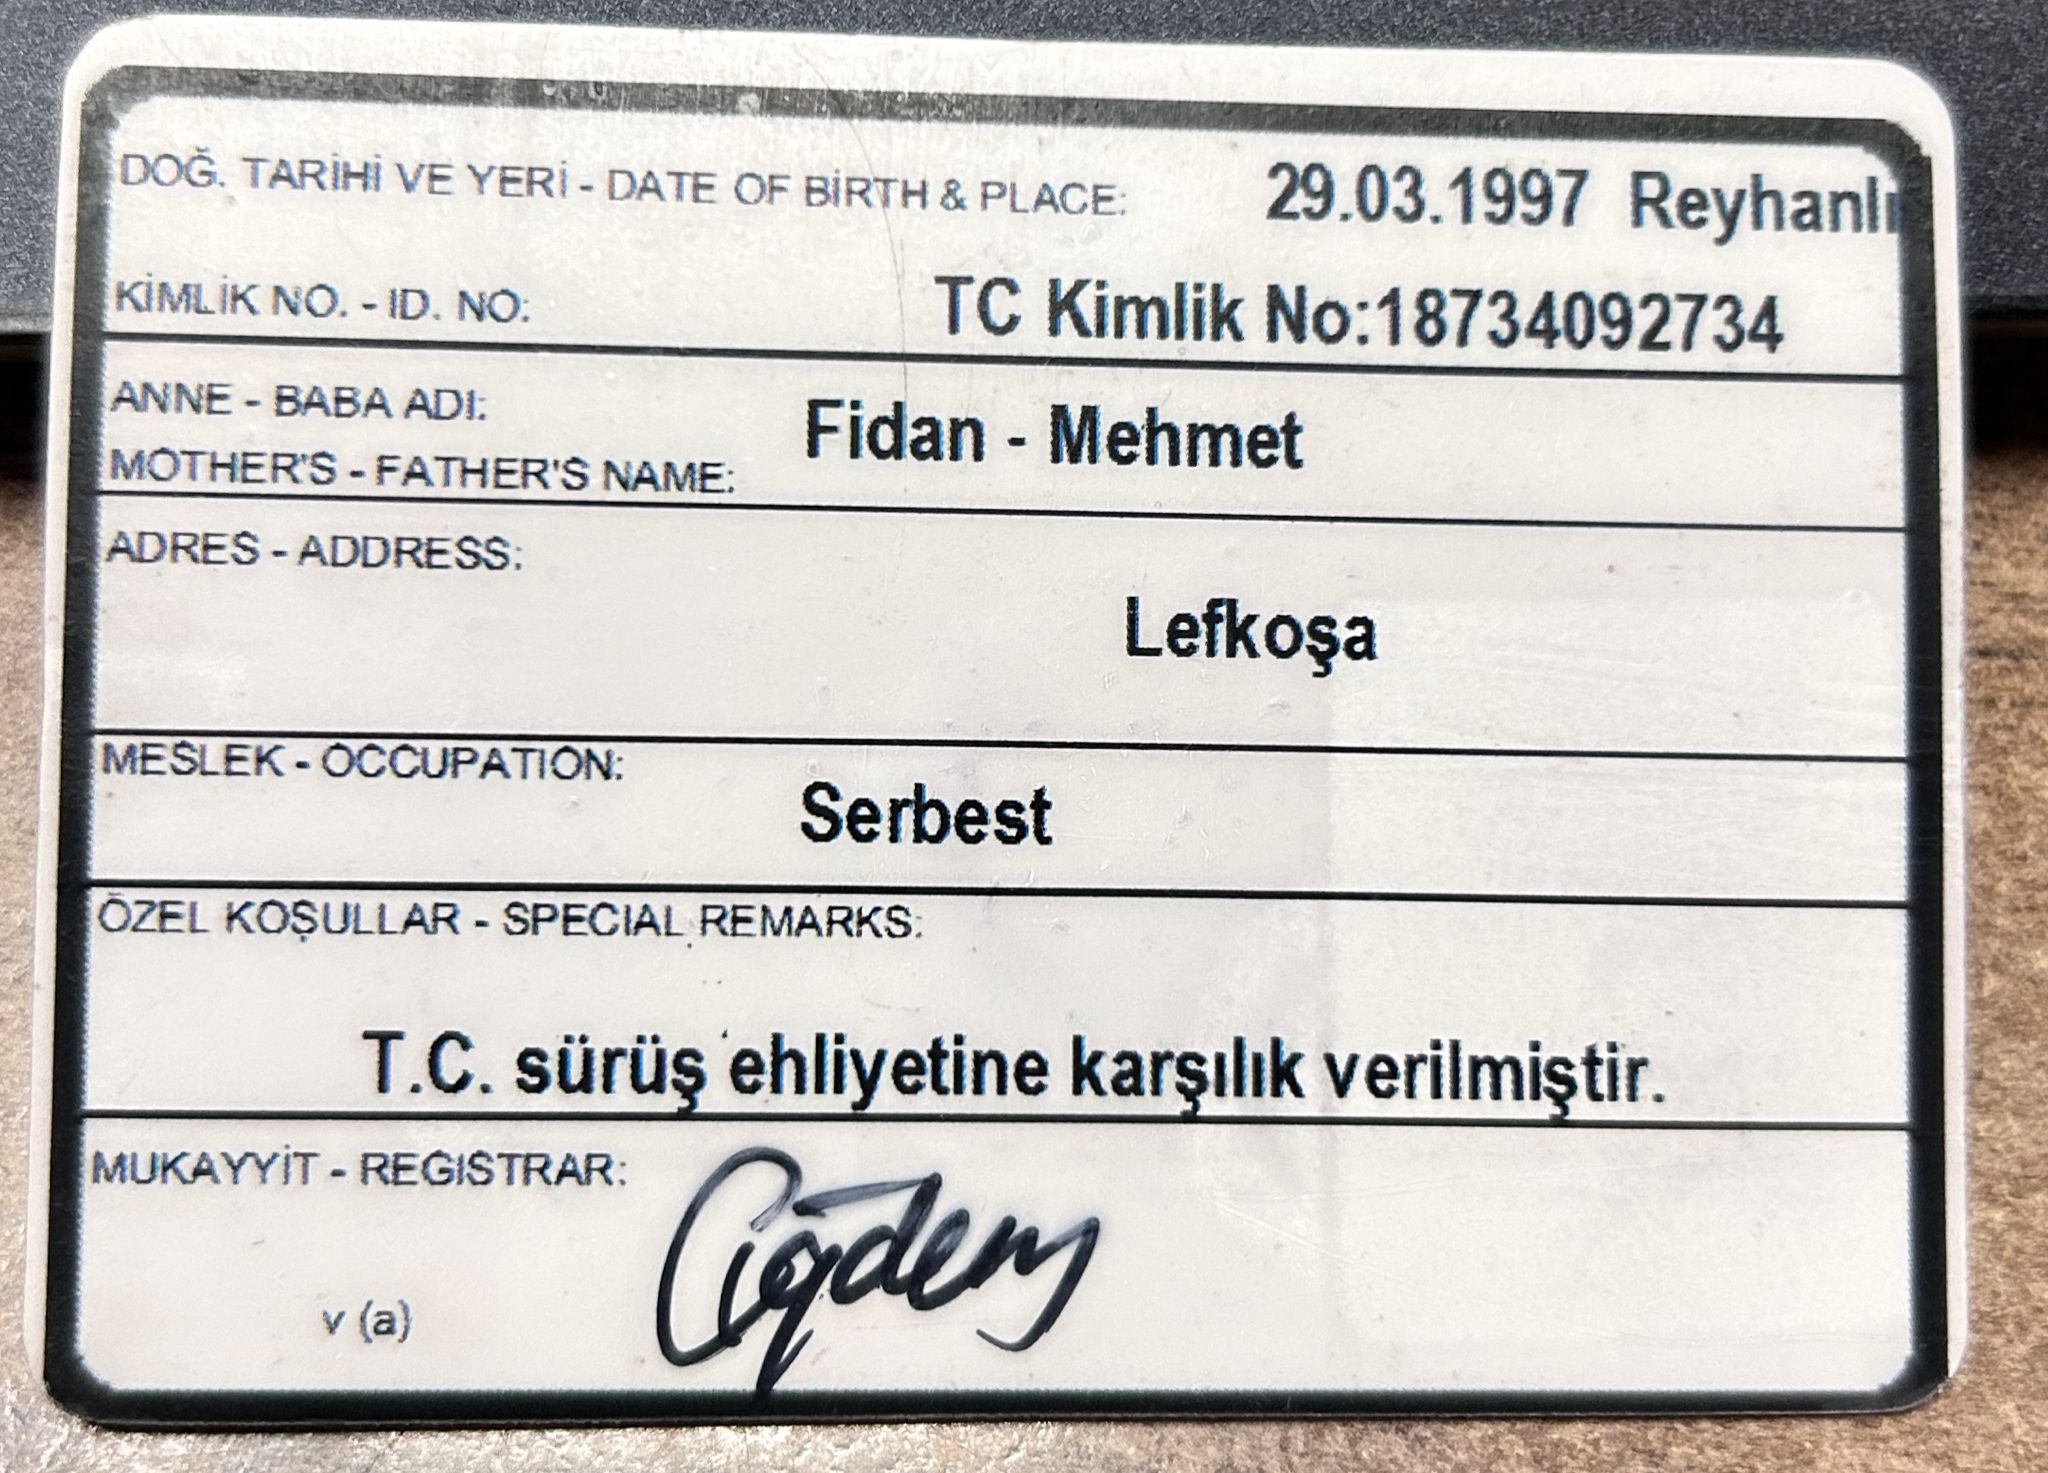 DOĞ. TARİHİ VE YERİ - DATE OF BİRTH & PLACE: 29.03.1997 Reyhanlı
KİMLİK NO. - ID. NO: TC Kimlik No:18734092734
ANNE - BABA ADI:
MOTHER'S - FATHER'S NAME: Fidan - Mehmet
ADRES - ADDRESS:
Lefkoşa
MESLEK - OCCUPATION:
Serbest
ÖZEL KOŞULLAR - SPECIAL REMARKS:
T.C. sürüş ehliyetine karşılık verilmiştir.
MUKAYYİT - REGISTRAR:
Çiğdem
v (a)